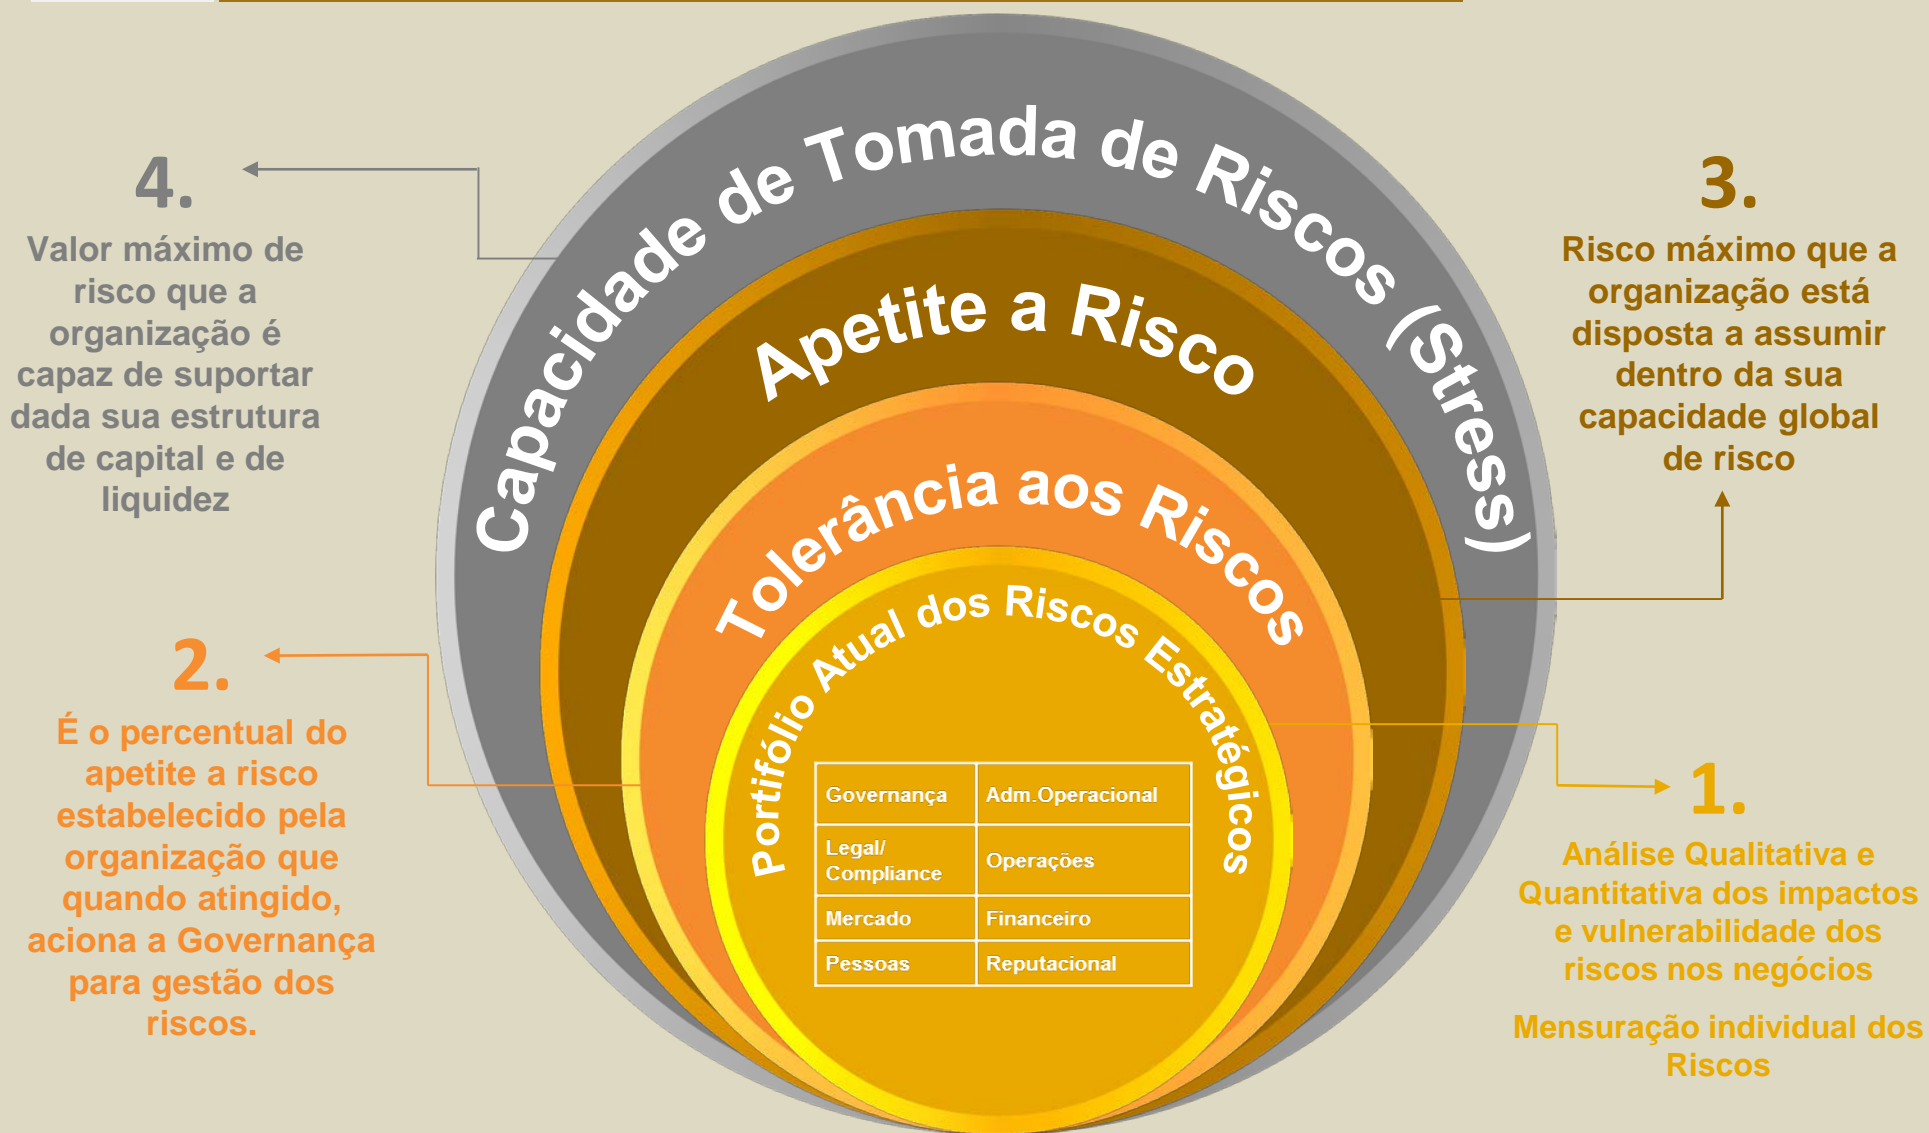 Capacidade de Tomada de Riscos (Stress)
Apetite a Risco
Tolerância aos Riscos
Portifólio Atual dos Riscos Estratégicos
Governança
Adm.Operacional
Legal/
Compliance
Operações
Mercado
Financeiro
Pessoas
Reputacional
4.
Valor máximo de
risco que a
organização é
capaz de suportar
dada sua estrutura
de capital e de
liquidez
3.
Risco máximo que a
organização está
disposta a assumir
dentro da sua
capacidade global
de risco
2.
É o percentual do
apetite a risco
estabelecido pela
organização que
quando atingido,
aciona a Governança
para gestão dos
riscos.
1.
Análise Qualitativa e
Quantitativa dos impactos
e vulnerabilidade dos
riscos nos negócios
Mensuração individual dos
Riscos